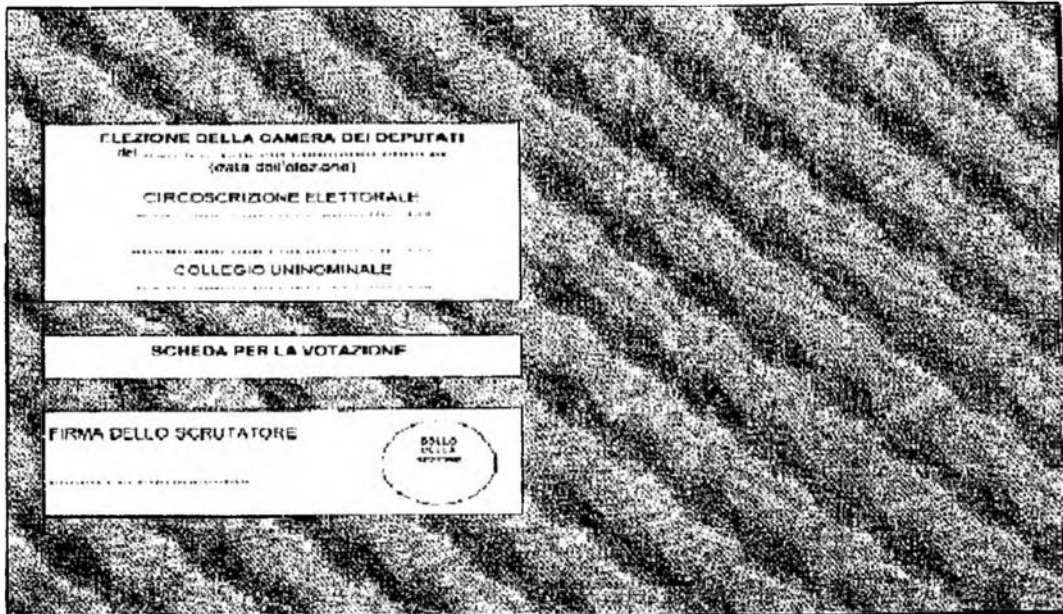 ELEZIONE DELLA CAMERA DEI DEPUTATI
del
(data dell'elezione)
CIRCOSCRIZIONE ELETTORALE
COLLEGIO UNINOMINALE
SCHEDA PER LA VOTAZIONE
FIRMA DELLO SCRUTATORE
BOLLO
DELLA
SEZIONE